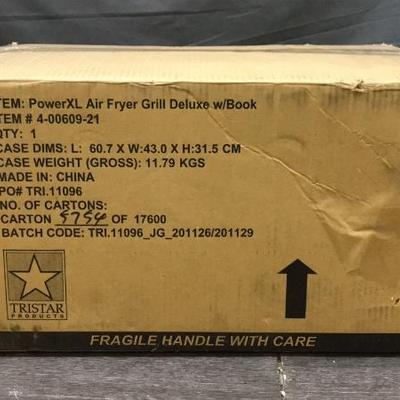 TEM: PowerXL Air Fryer Grill Deluxe w/Book
TEM # 4-00609-21
QTY: 1
CASE DIMS: L: 60.7 X W:43.0 X H:31.5 CM
CASE WEIGHT (GROSS): 11.79 KGS
MADE IN: CHINA
PO# TRI.11096
NO. OF CARTONS:
CARTON 5754 OF 17600
BATCH CODE: TRI.11096_JG_201126/201129
TRISTAR
PRODUCTS
FRAGILE HANDLE WITH CARE